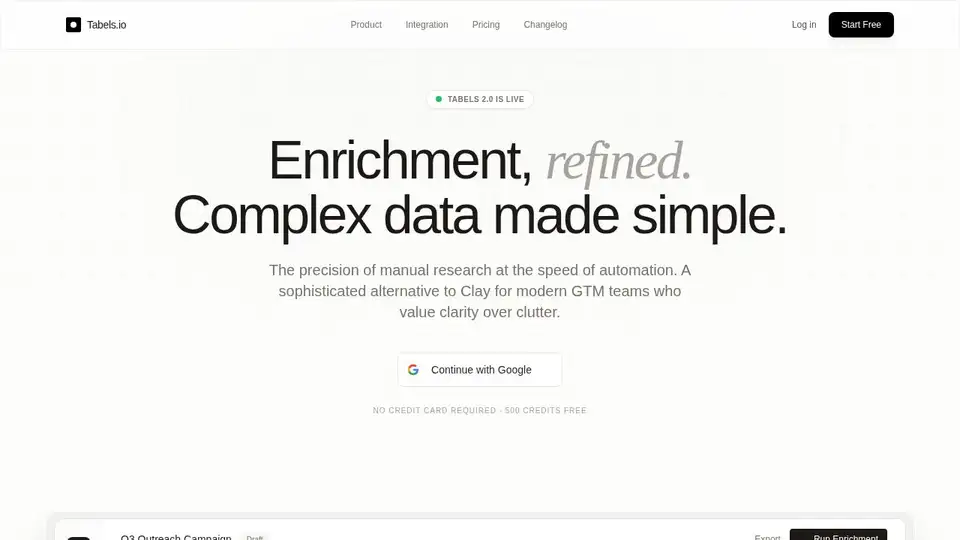 Tabels.io
Product Integration Pricing Changelog
Log in Start Free
TABELS 2.0 IS LIVE
Enrichment, refined.
Complex data made simple.
The precision of manual research at the speed of automation. A
sophisticated alternative to Clay for modern GTM teams who
value clarity over clutter.
Continue with Google
NO CREDIT CARD REQUIRED · 500 CREDITS FREE
Q3 Outreach Campaign Draft Export Run Enrichment